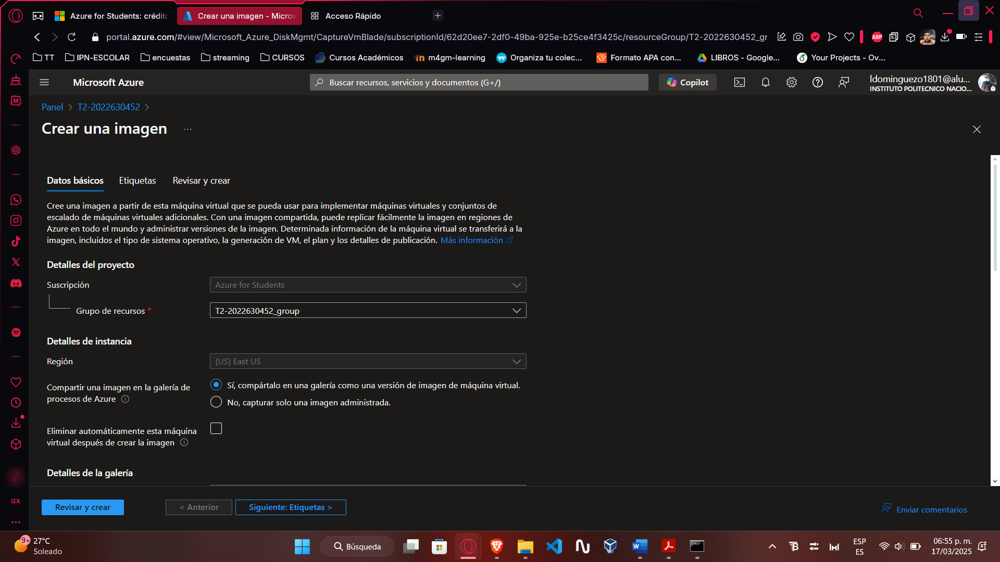 Azure for Students: crédito
Crear una imagen - Micros
Acceso Rápido
portal.azure.com/#view/Microsoft_Azure_DiskMgmt/CaptureVmBlade/subscriptionId/62d20ee7-2df0-49ba-925e-b25ce4f3425c/resourceGroup/T2-2022630452_gr
ABP
TT
IPN-ESCOLAR
encuestas
streaming
CURSOS
Cursos Académicos
m4gm-learning
Organiza tu colec...
Formato APA con...
LIBROS - Google...
Your Projects - Ov...
Microsoft Azure
Buscar recursos, servicios y documentos (G+/)
Copilot
ldominguezo1801@alu...
INSTITUTO POLITECNICO NACIO...
Panel > T2-2022630452 >
Crear una imagen ...
Datos básicos
Etiquetas
Revisar y crear
Cree una imagen a partir de esta máquina virtual que se pueda usar para implementar máquinas virtuales y conjuntos de
escalado de máquinas virtuales adicionales. Con una imagen compartida, puede replicar fácilmente la imagen en regiones de
Azure en todo el mundo y administrar versiones de la imagen. Determinada información de la máquina virtual se transferirá a la
imagen, incluidos el tipo de sistema operativo, la generación de VM, el plan y los detalles de publicación. Más información
Detalles del proyecto
Suscripción
Azure for Students
Grupo de recursos *
T2-2022630452_group
Detalles de instancia
Región
(US) East US
Compartir una imagen en la galería de
procesos de Azure
Sí, compártalo en una galería como una versión de imagen de máquina virtual.
No, capturar solo una imagen administrada.
Eliminar automáticamente esta máquina
virtual después de crear la imagen
Detalles de la galería
Revisar y crear
< Anterior
Siguiente: Etiquetas >
Enviar comentarios
GX
9+
27°C
Soleado
Búsqueda
ESP
ES
06:55 p. m.
17/03/2025